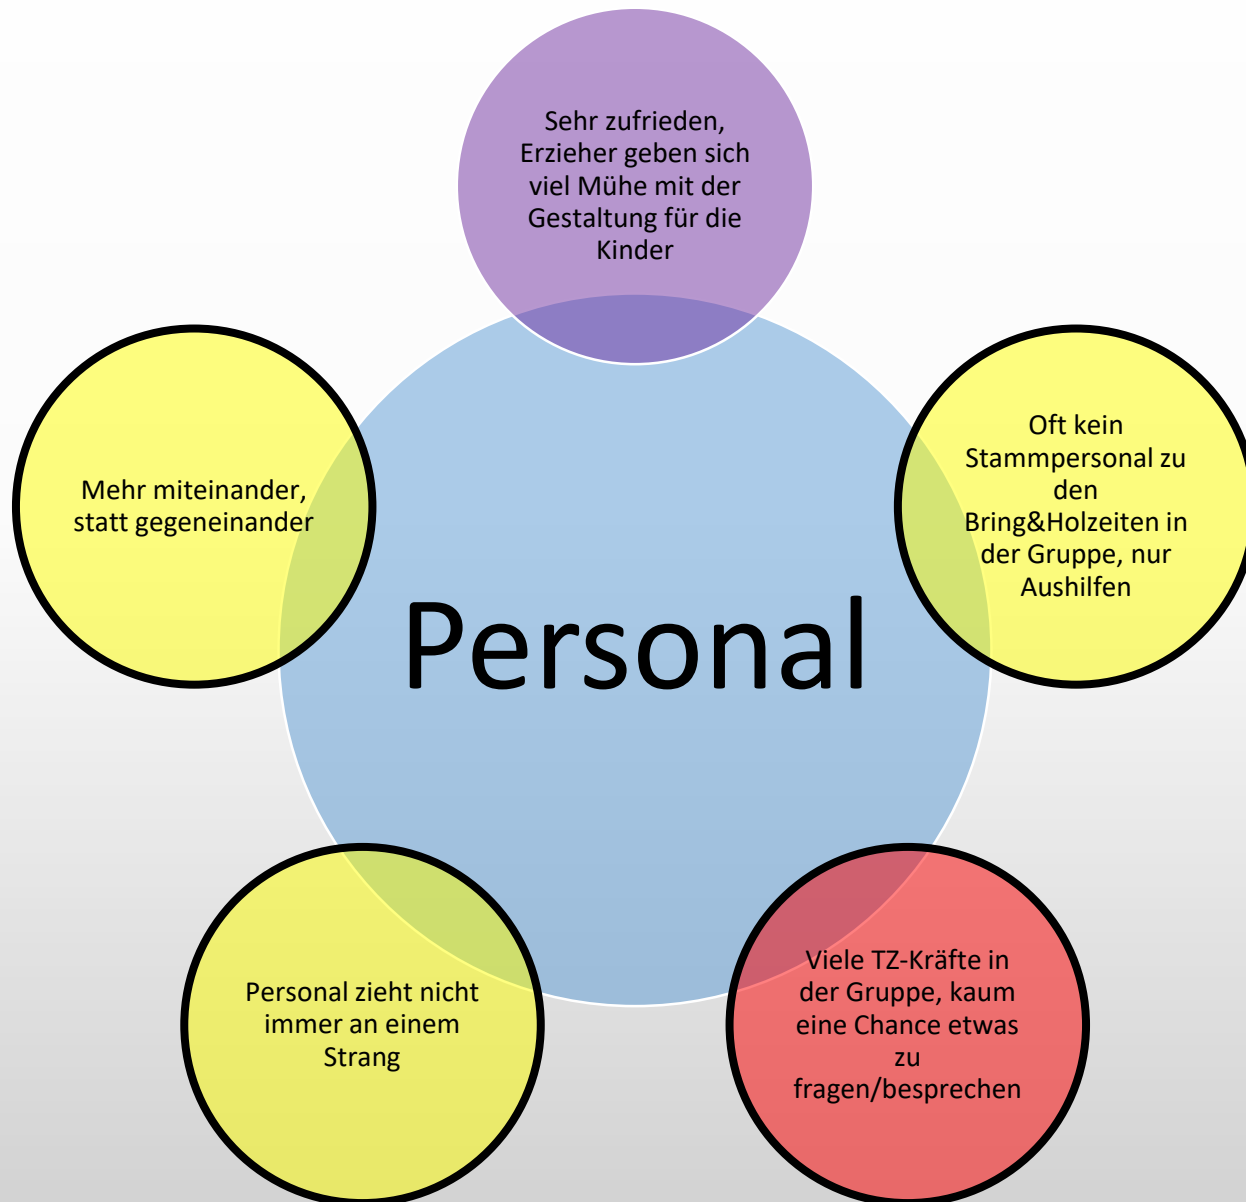 Sehr zufrieden,
Erzieher geben sich
viel Mühe mit der
Gestaltung für die
Kinder
Mehr miteinander,
statt gegeneinander
Oft kein
Stammpersonal zu
den
Bring&Holzeiten in
der Gruppe, nur
Aushilfen
Personal
Personal zieht nicht
immer an einem
Strang
Viele TZ-Kräfte in
der Gruppe, kaum
eine Chance etwas
zu
fragen/besprechen